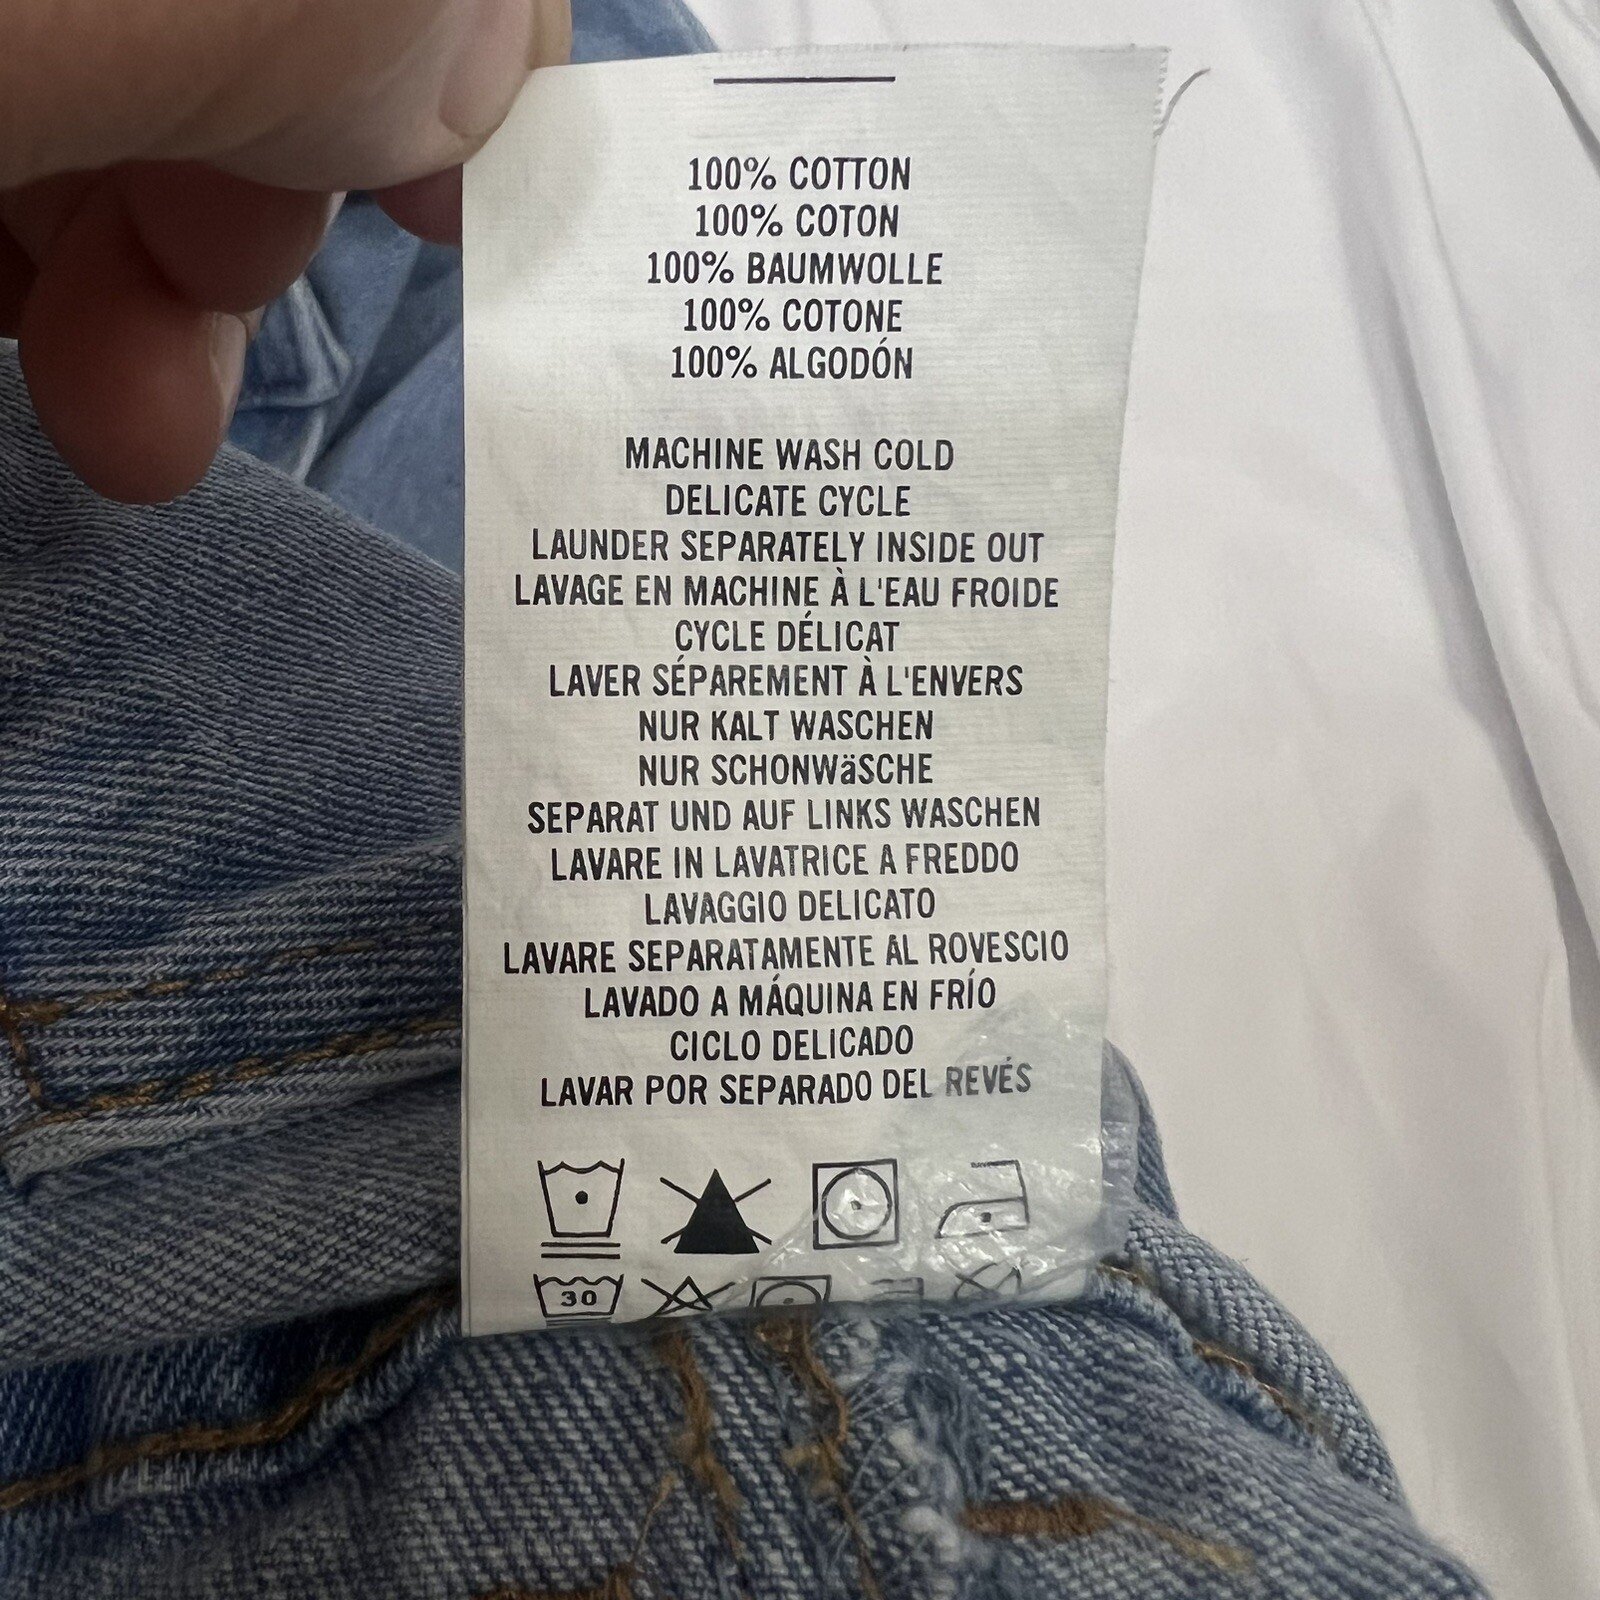 100% COTTON
100% COTON
100% BAUMWOLLE
100% COTONE
100% ALGODÓN
MACHINE WASH COLD
DELICATE CYCLE
LAUNDER SEPARATELY INSIDE OUT
LAVAGE EN MACHINE À L'EAU FROIDE
CYCLE DÉLICAT
LAVER SÉPAREMENT À L'ENVERS
NUR KALT WASCHEN
NUR SCHONWäSCHE
SEPARAT UND AUF LINKS WASCHEN
LAVARE IN LAVATRICE A FREDDO
LAVAGGIO DELICATO
LAVARE SEPARATAMENTE AL ROVESCIO
LAVADO A MÁQUINA EN FRÍO
CICLO DELICADO
LAVAR POR SEPARADO DEL REVÉS
30